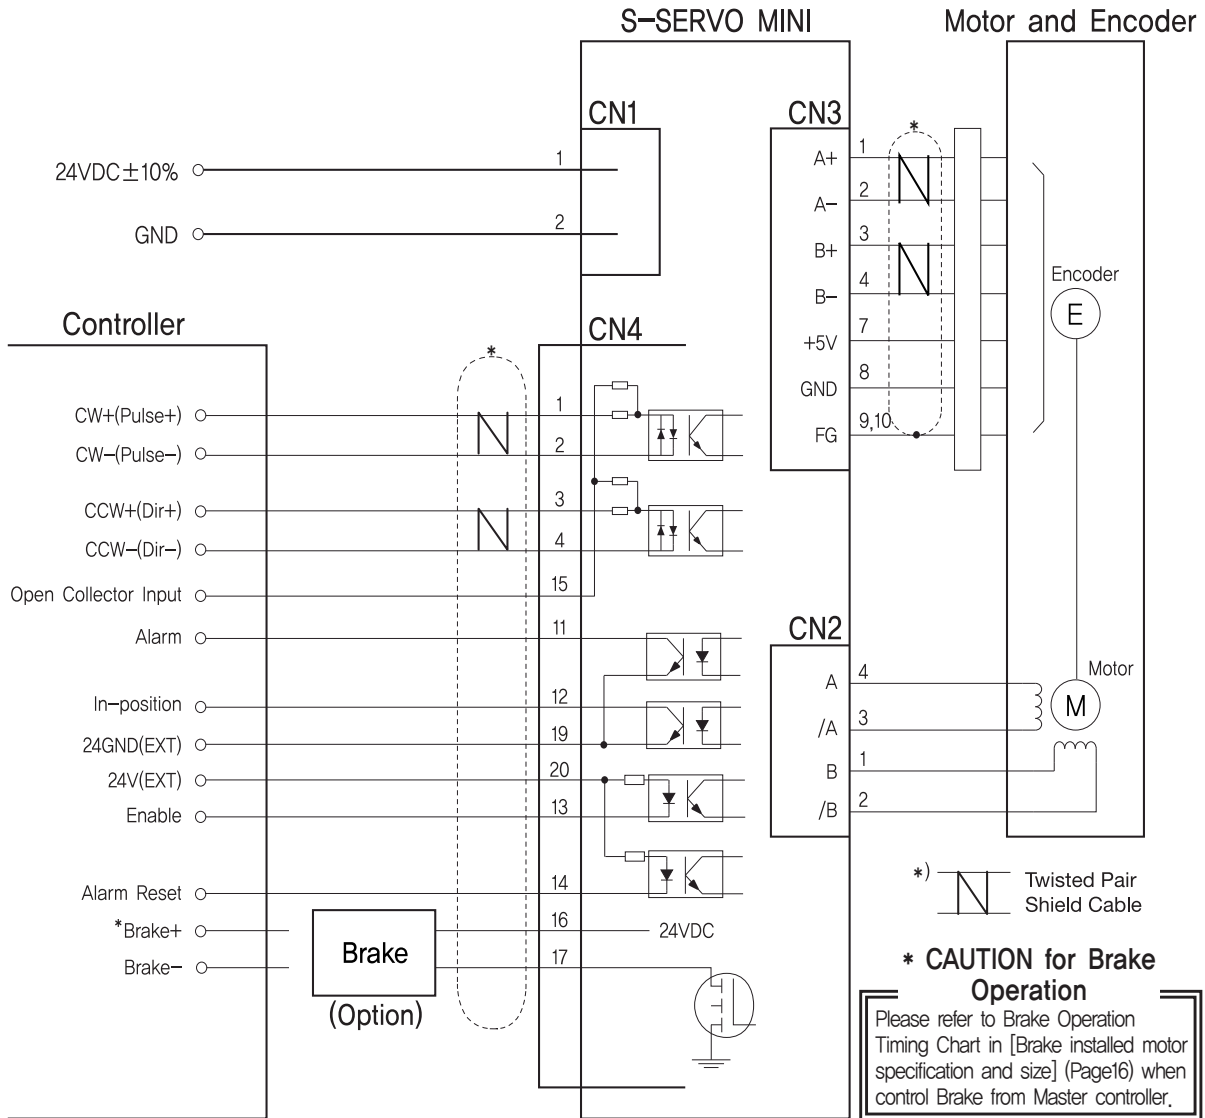 S-SERVO MINI
Motor and Encoder
CN1
24VDC±10%
1
GND
2
CN3
*
A+
1
A-
2
B+
3
B-
4
+5V
7
GND
8
FG
9,10
Encoder
E
Controller
CN4
*
CW+(Pulse+)
1
CW-(Pulse-)
2
CCW+(Dir+)
3
CCW-(Dir-)
4
Open Collector Input
15
Alarm
11
In-position
12
24GND(EXT)
19
24V(EXT)
20
Enable
13
Alarm Reset
14
*Brake+
16
24VDC
Brake-
17
Brake
(Option)
CN2
A
4
/A
3
B
1
/B
2
Motor
M
*)
Twisted Pair
Shield Cable
* CAUTION for Brake
Operation
Please refer to Brake Operation
Timing Chart in [Brake installed motor
specification and size] (Page16) when
control Brake from Master controller.